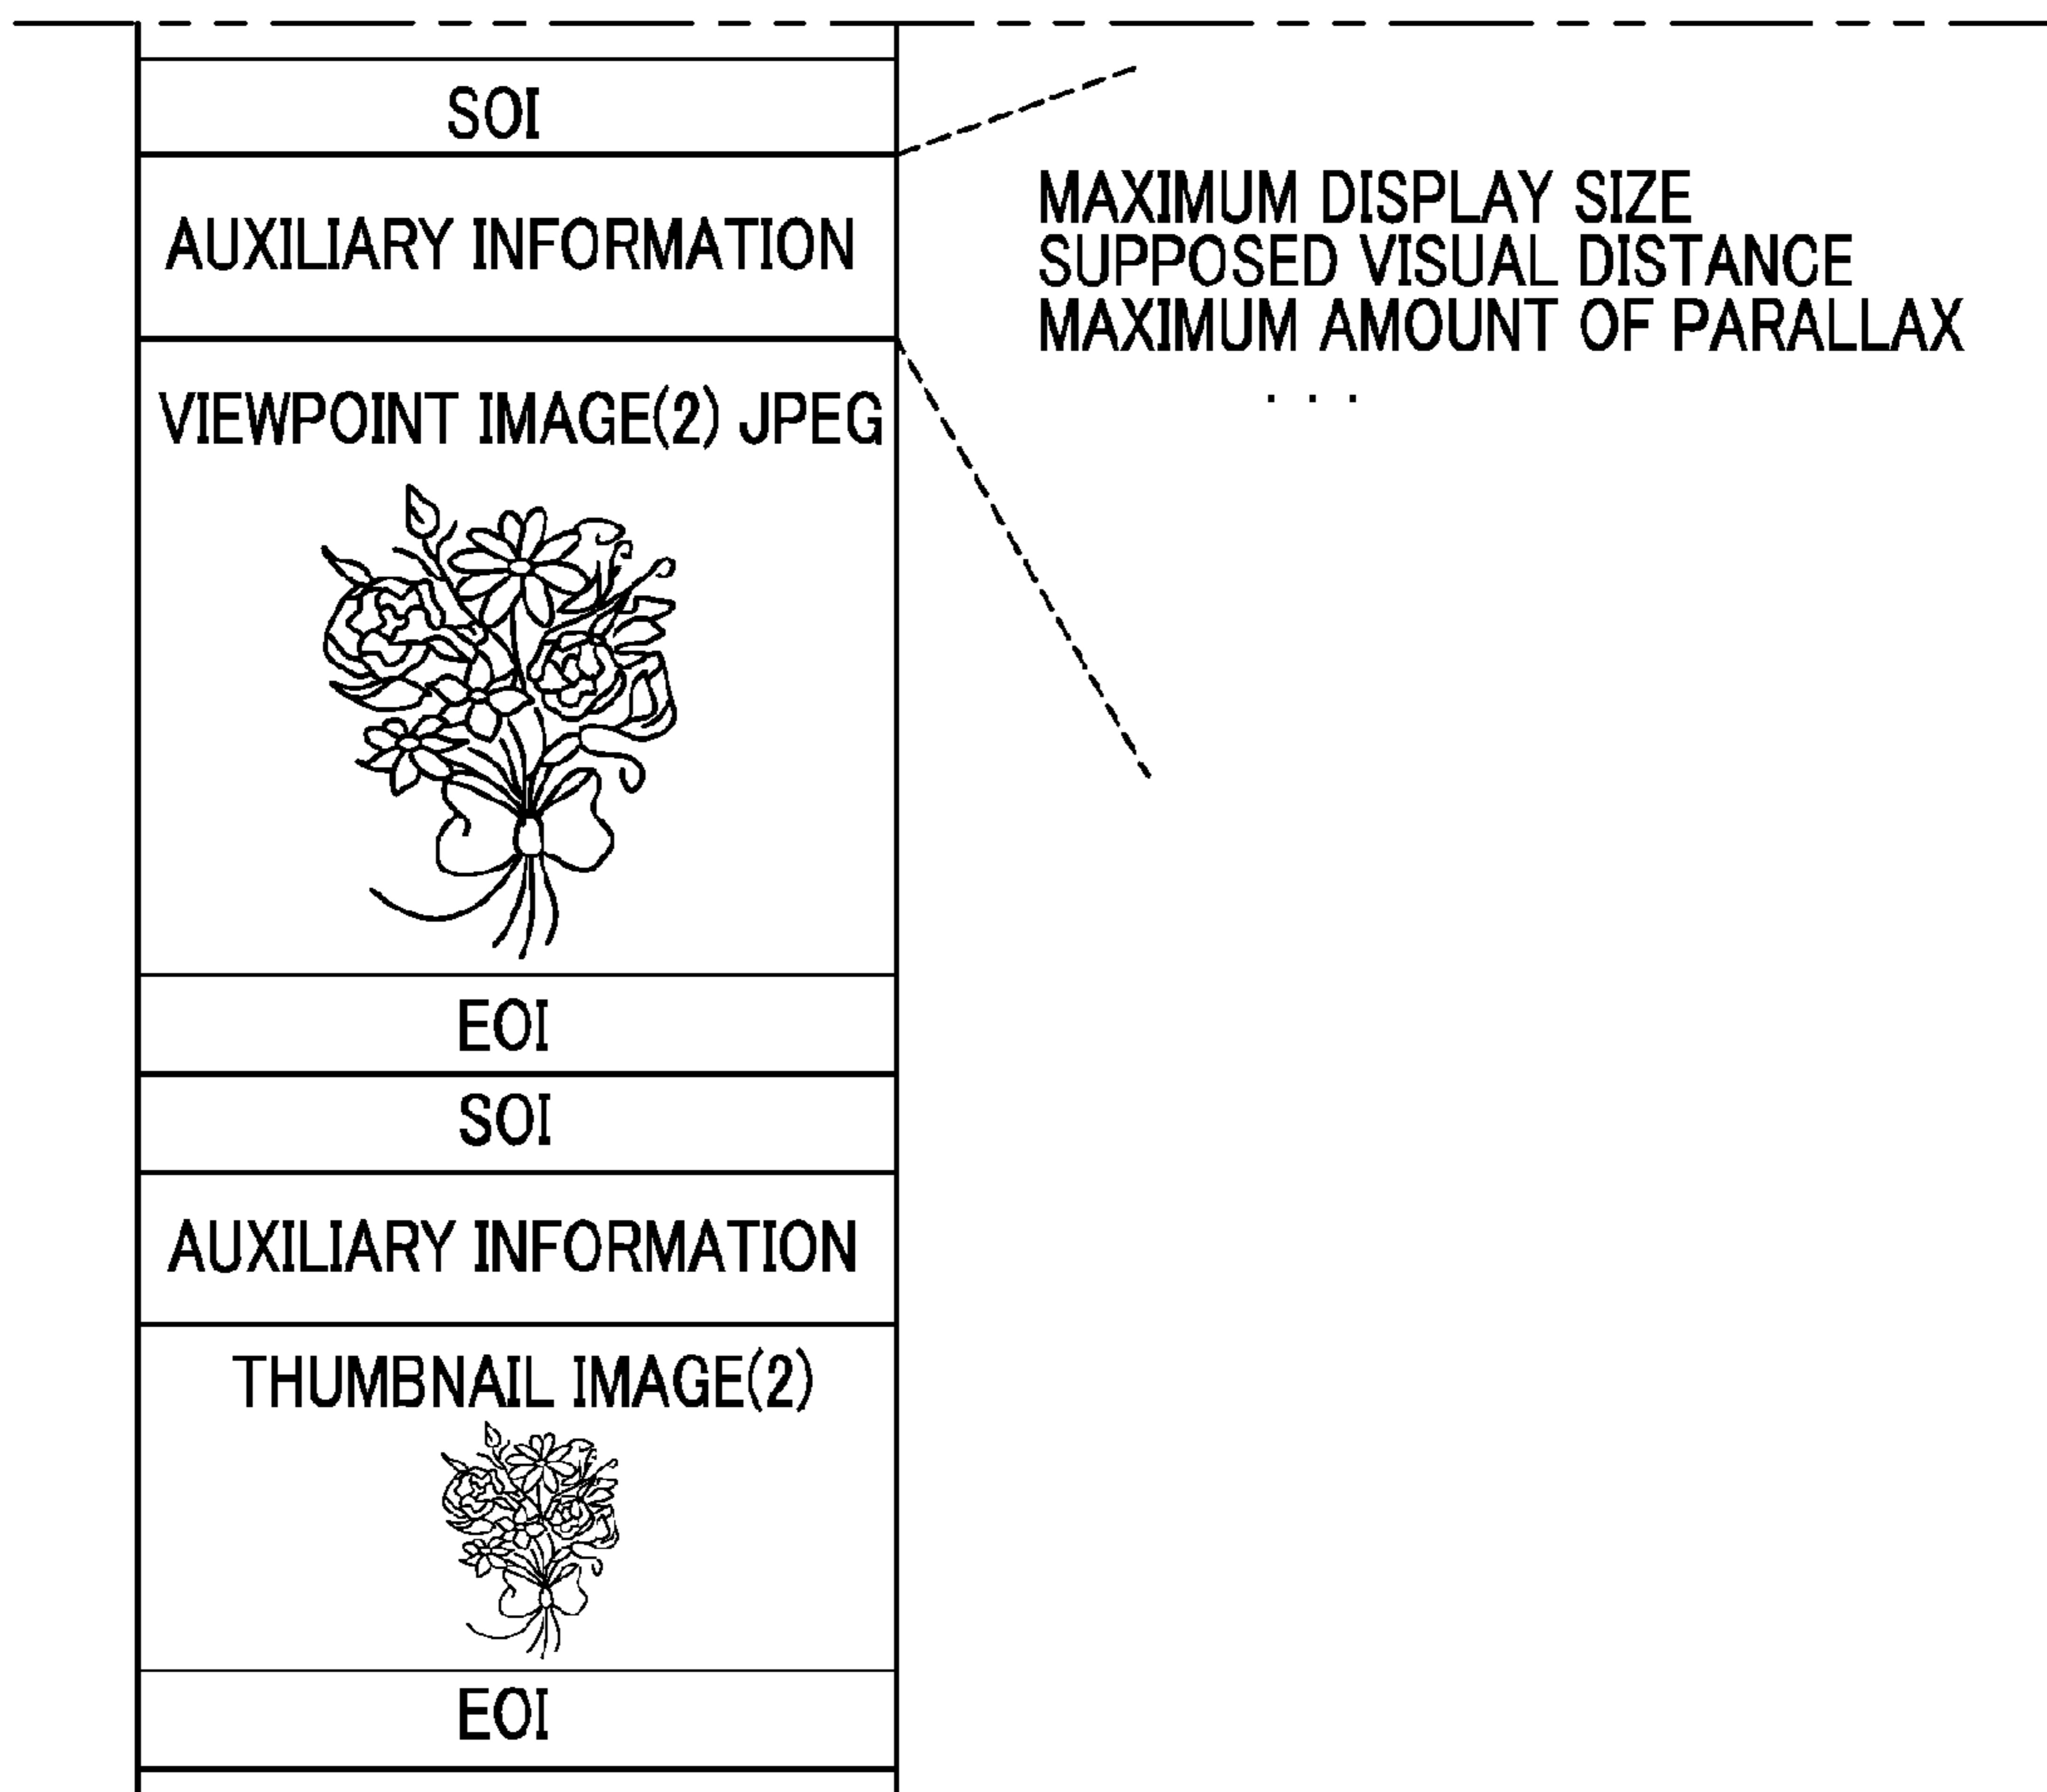 SOI
AUXILIARY INFORMATION
MAXIMUM DISPLAY SIZE
SUPPOSED VISUAL DISTANCE
MAXIMUM AMOUNT OF PARALLAX
. . .
VIEWPOINT IMAGE(2) JPEG
EOI
SOI
AUXILIARY INFORMATION
THUMBNAIL IMAGE(2)
EOI